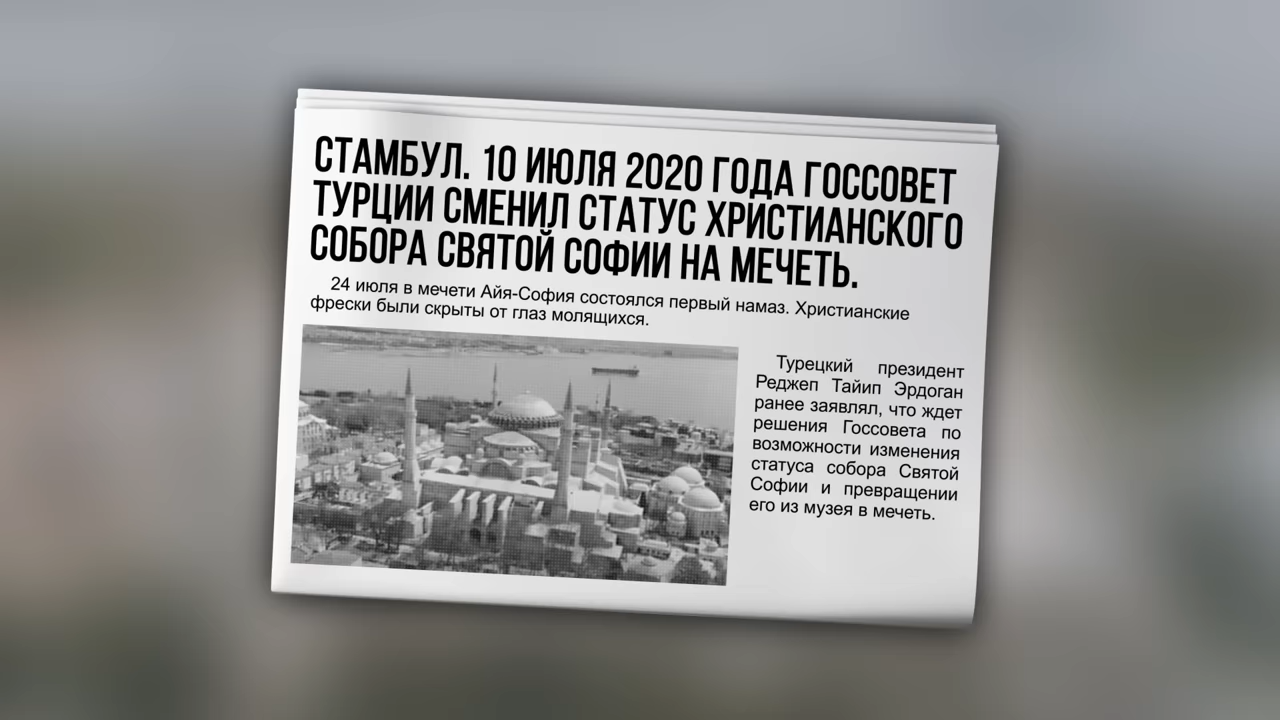 СТАМБУЛ. 10 ИЮЛЯ 2020 ГОДА ГОССОВЕТ
ТУРЦИИ СМЕНИЛ СТАТУС ХРИСТИАНСКОГО
СОБОРА СВЯТОЙ СОФИИ НА МЕЧЕТЬ.
24 июля в мечети Айя-София состоялся первый намаз. Христианские
фрески были скрыты от глаз молящихся.
Турецкий президент
Реджеп Тайип Эрдоган
ранее заявлял, что ждет
решения Госсовета по
возможности изменения
статуса собора Святой
Софии и превращении
его из музея в мечеть.